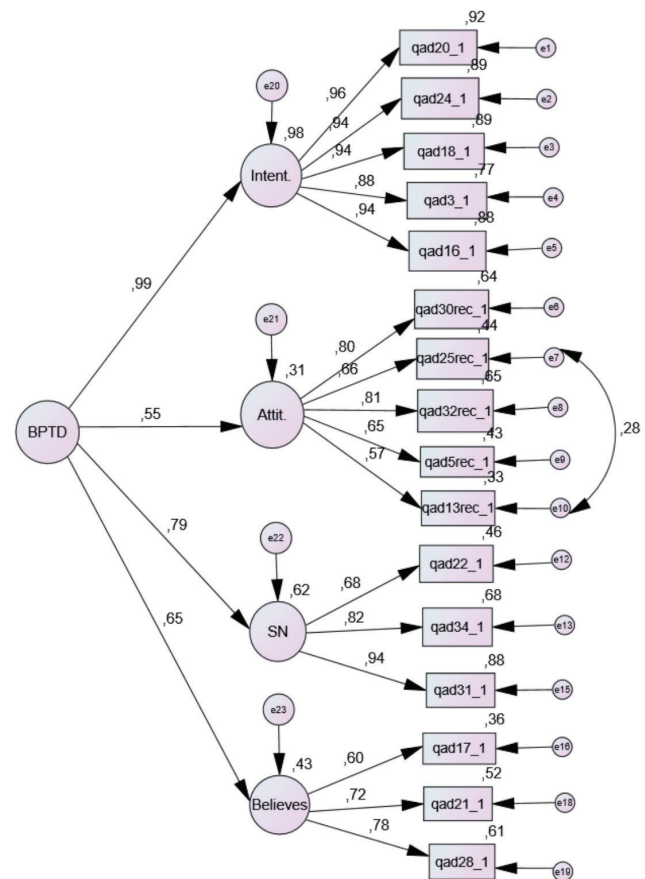 ,92
qad20_1
e1
,89
e20
,96
qad24_1
e2
,94
,89
,98
,94
qad18_1
e3
Intent.
,77
,88
qad3_1
e4
,94
,88
qad16_1
e5
,64
,99
e21
qad30rec_1
e6
,44
,80
,66
qad25rec_1
e7
,31
,65
,81
qad32rec_1
e8
,55
Attit.
,28
BPTD
,43
,65
qad5rec_1
e9
,57
,33
qad13rec_1
e10
,46
,79
e22
qad22_1
e12
,62
,68
,68
,82
SN
qad34_1
e13
,65
,88
,94
qad31_1
e15
e23
,36
,43
,60
qad17_1
e16
,52
,72
Believes
qad21_1
e18
,78
,61
qad28_1
e19